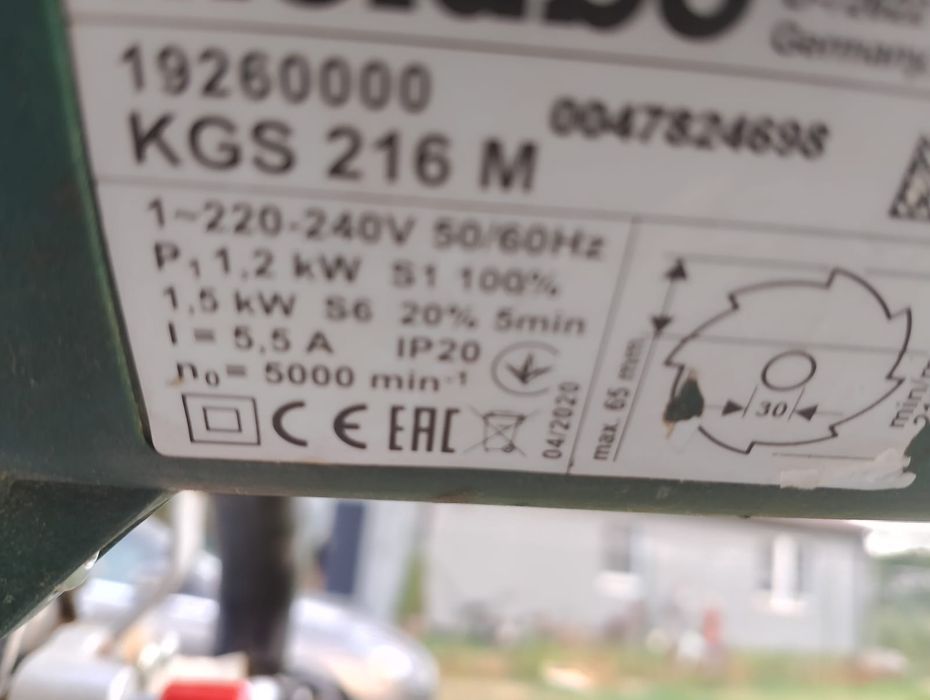 Germany
19260000
0047824698
KGS 216 M
1~220-240V 50/60Hz
P1 1,2 kW S1 100%
1,5 kW S6 20% 5min
I = 5,5 A IP20
n0= 5000 min-1
CE EAC
04/2020
max. 65 mm
30